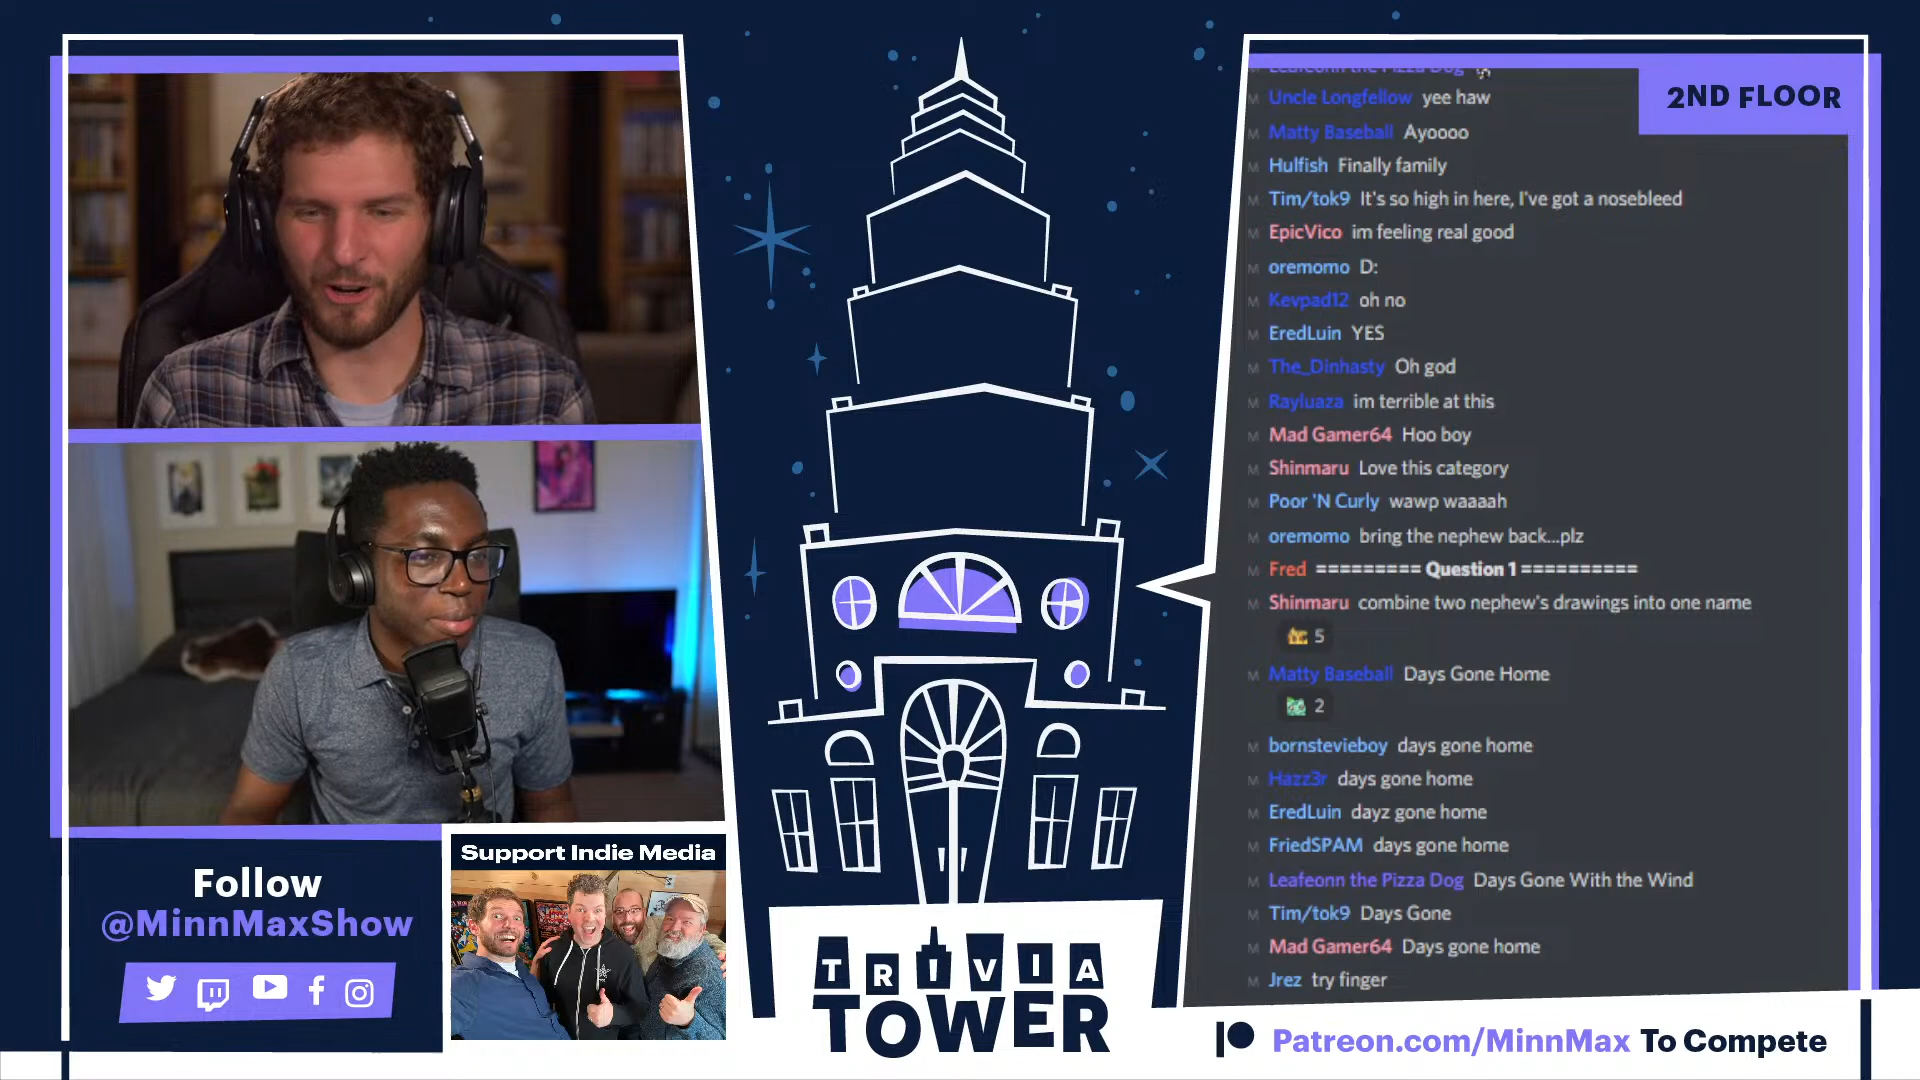 Leafeonn the Pizza Dog
2ND FLOOR
M Uncle Longfellow yee haw
M Matty Baseball Ayoooo
M Hulfish Finally family
M Tim/tok9 It's so high in here, I've got a nosebleed
M EpicVico im feeling real good
M oremomo D:
M Kevpad12 oh no
M EredLuin YES
M The_Dinhasty Oh god
M Rayluaza im terrible at this
M Mad Gamer64 Hoo boy
M Shinmaru Love this category
M Poor 'N Curly wawp waaaah
M oremomo bring the nephew back...plz
M Fred ========= Question 1 ==========
M Shinmaru combine two nephew's drawings into one name
5
M Matty Baseball Days Gone Home
2
M bornstevieboy days gone home
M Hazz3r days gone home
M EredLuin dayz gone home
M FriedSPAM days gone home
M Leafeonn the Pizza Dog Days Gone With the Wind
M Tim/tok9 Days Gone
M Mad Gamer64 Days gone home
M Jrez try finger
Support Indie Media
Follow
@MinnMaxShow
TRIVIA
TOWER
Patreon.com/MinnMax To Compete